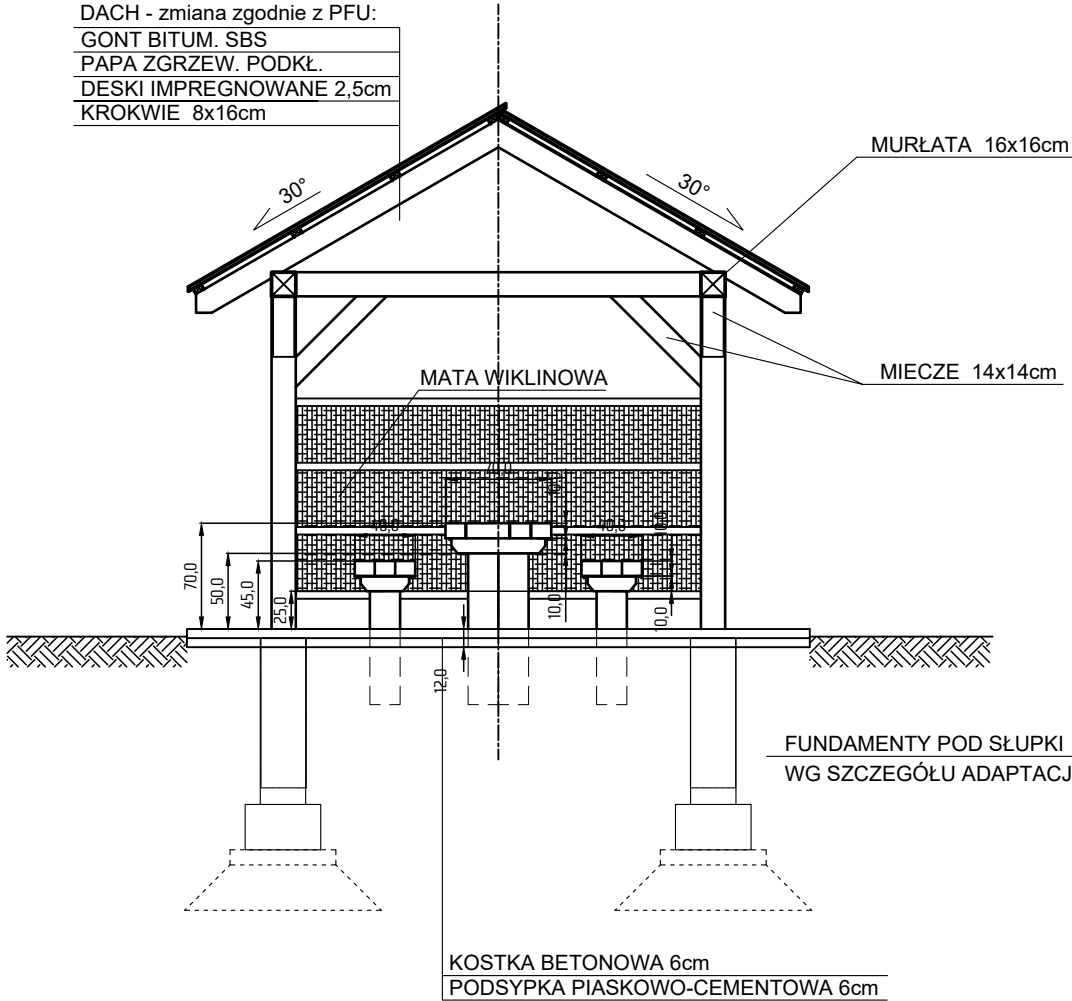 DACH - zmiana zgodnie z PFU:
GONT BITUM. SBS
PAPA ZGRZEW. PODKŁ.
DESKI IMPREGNOWANE 2,5cm
KROKWIE 8x16cm
MURŁATA 16x16cm
30°
30°
MIECZE 14x14cm
MATA WIKLINOWA
70,0
50,0
45,0
25,0
10,0
12,0
FUNDAMENTY POD SŁUPKI
WG SZCZEGÓŁU ADAPTACJ
KOSTKA BETONOWA 6cm
PODSYPKA PIASKOWO-CEMENTOWA 6cm